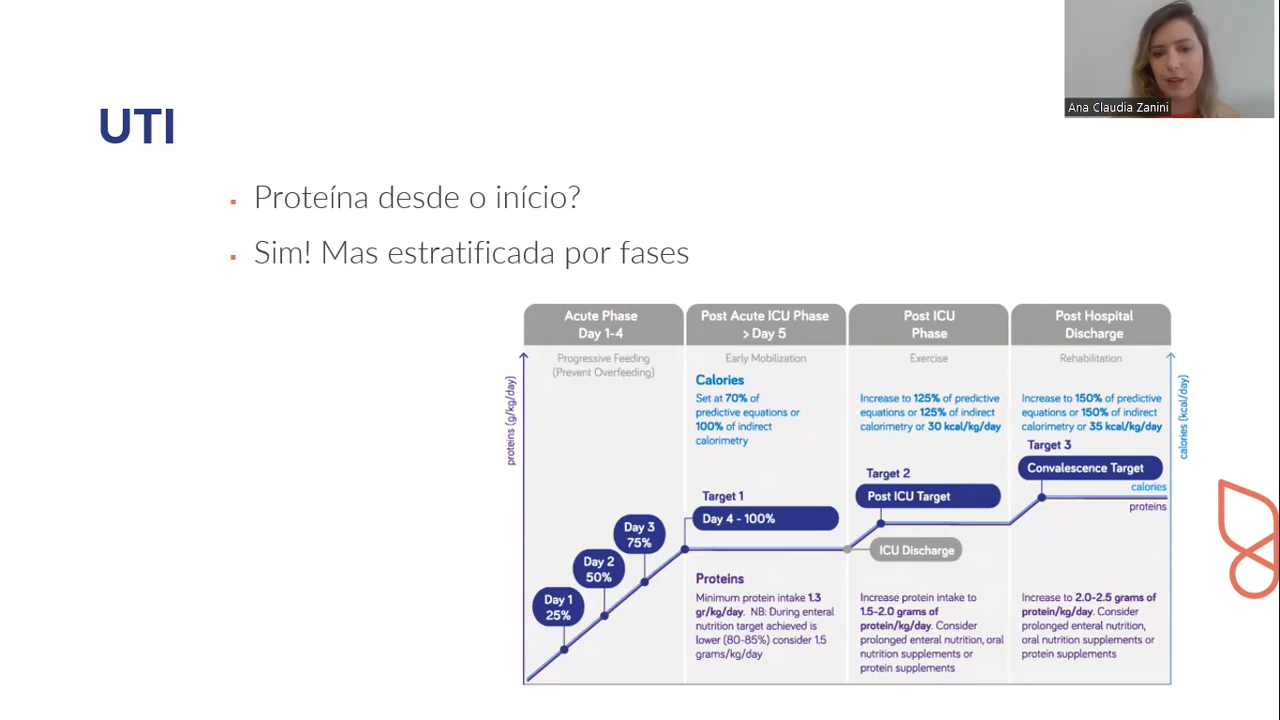 Ana Claudia Zanini
UTI
Proteína desde o início?
Sim! Mas estratificada por fases
Acute Phase
Day 1-4
Post Acute ICU Phase
> Day 5
Post ICU
Phase
Post Hospital
Discharge
Progressive Feeding
(Prevent Overfeeding)
Early Mobilization
Exercise
Rehabilitation
proteins (g/kg/day)
calories (kcal/day)
Calories
Set at 70% of
predictive equations or
100% of indirect
calorimetry
Increase to 125% of predictive
equations or 125% of indirect
calorimetry or 30 kcal/kg/day
Increase to 150% of predictive
equations or 150% of indirect
calorimetry or 35 kcal/kg/day
Target 3
Convalescence Target
calories
proteins
Target 2
Post ICU Target
Target 1
Day 4 - 100%
Day 3
75%
ICU Discharge
Day 2
50%
Day 1
25%
Proteins
Minimum protein intake 1.3
gr/kg/day. NB: During enteral
nutrition target achieved is
lower (80-85%) consider 1.5
grams/kg/day
Increase protein intake to
1.5-2.0 grams of
protein/kg/day. Consider
prolonged enteral nutrition, oral
nutrition supplements or
protein supplements
Increase to 2.0-2.5 grams of
protein/kg/day. Consider
prolonged enteral nutrition,
oral nutrition supplements or
protein supplements